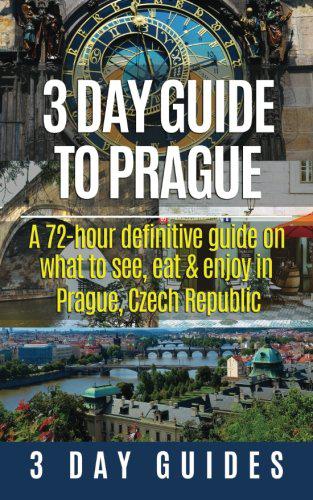 3 DAY GUIDE
TO PRAGUE
A 72-hour definitive guide on
what to see, eat & enjoy in
Prague, Czech Republic
3 DAY GUIDES